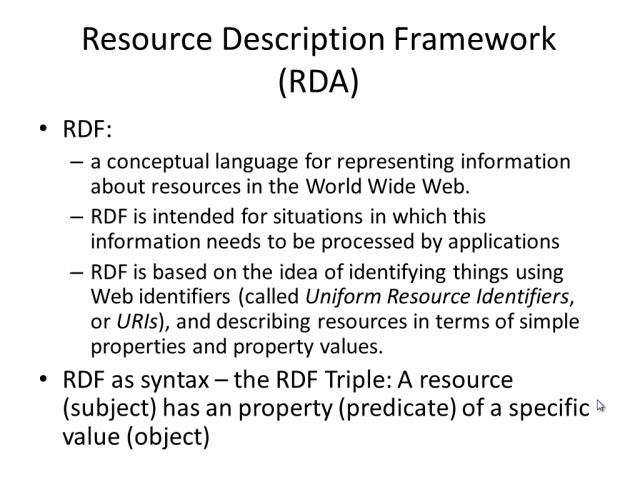 Resource Description Framework
(RDA)
• RDF:
– a conceptual language for representing information
about resources in the World Wide Web.
– RDF is intended for situations in which this
information needs to be processed by applications
– RDF is based on the idea of identifying things using
Web identifiers (called Uniform Resource Identifiers,
or URIs), and describing resources in terms of simple
properties and property values.
• RDF as syntax – the RDF Triple: A resource
(subject) has an property (predicate) of a specific
value (object)